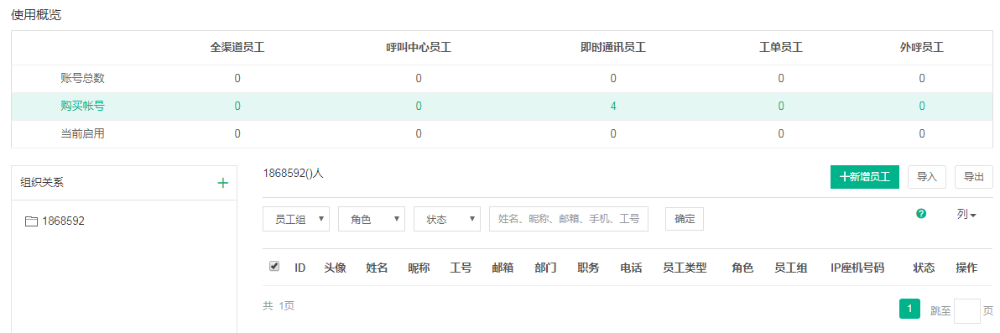 使用概览
全渠道员工 呼叫中心员工 即时通讯员工 工单员工 外呼员工
账号总数 0 0 0 0 0
购买帐号 0 0 4 0 0
当前启用 0 0 0 0 0
组织关系 +
1868592
1868592()人 +新增员工 导入 导出
员工组 角色 状态 姓名、昵称、邮箱、手机、工号 确定 ? 列
ID 头像 姓名 昵称 工号 邮箱 部门 职务 电话 员工类型 角色 员工组 IP座机号码 状态 操作
共 1页 1 跳至 页